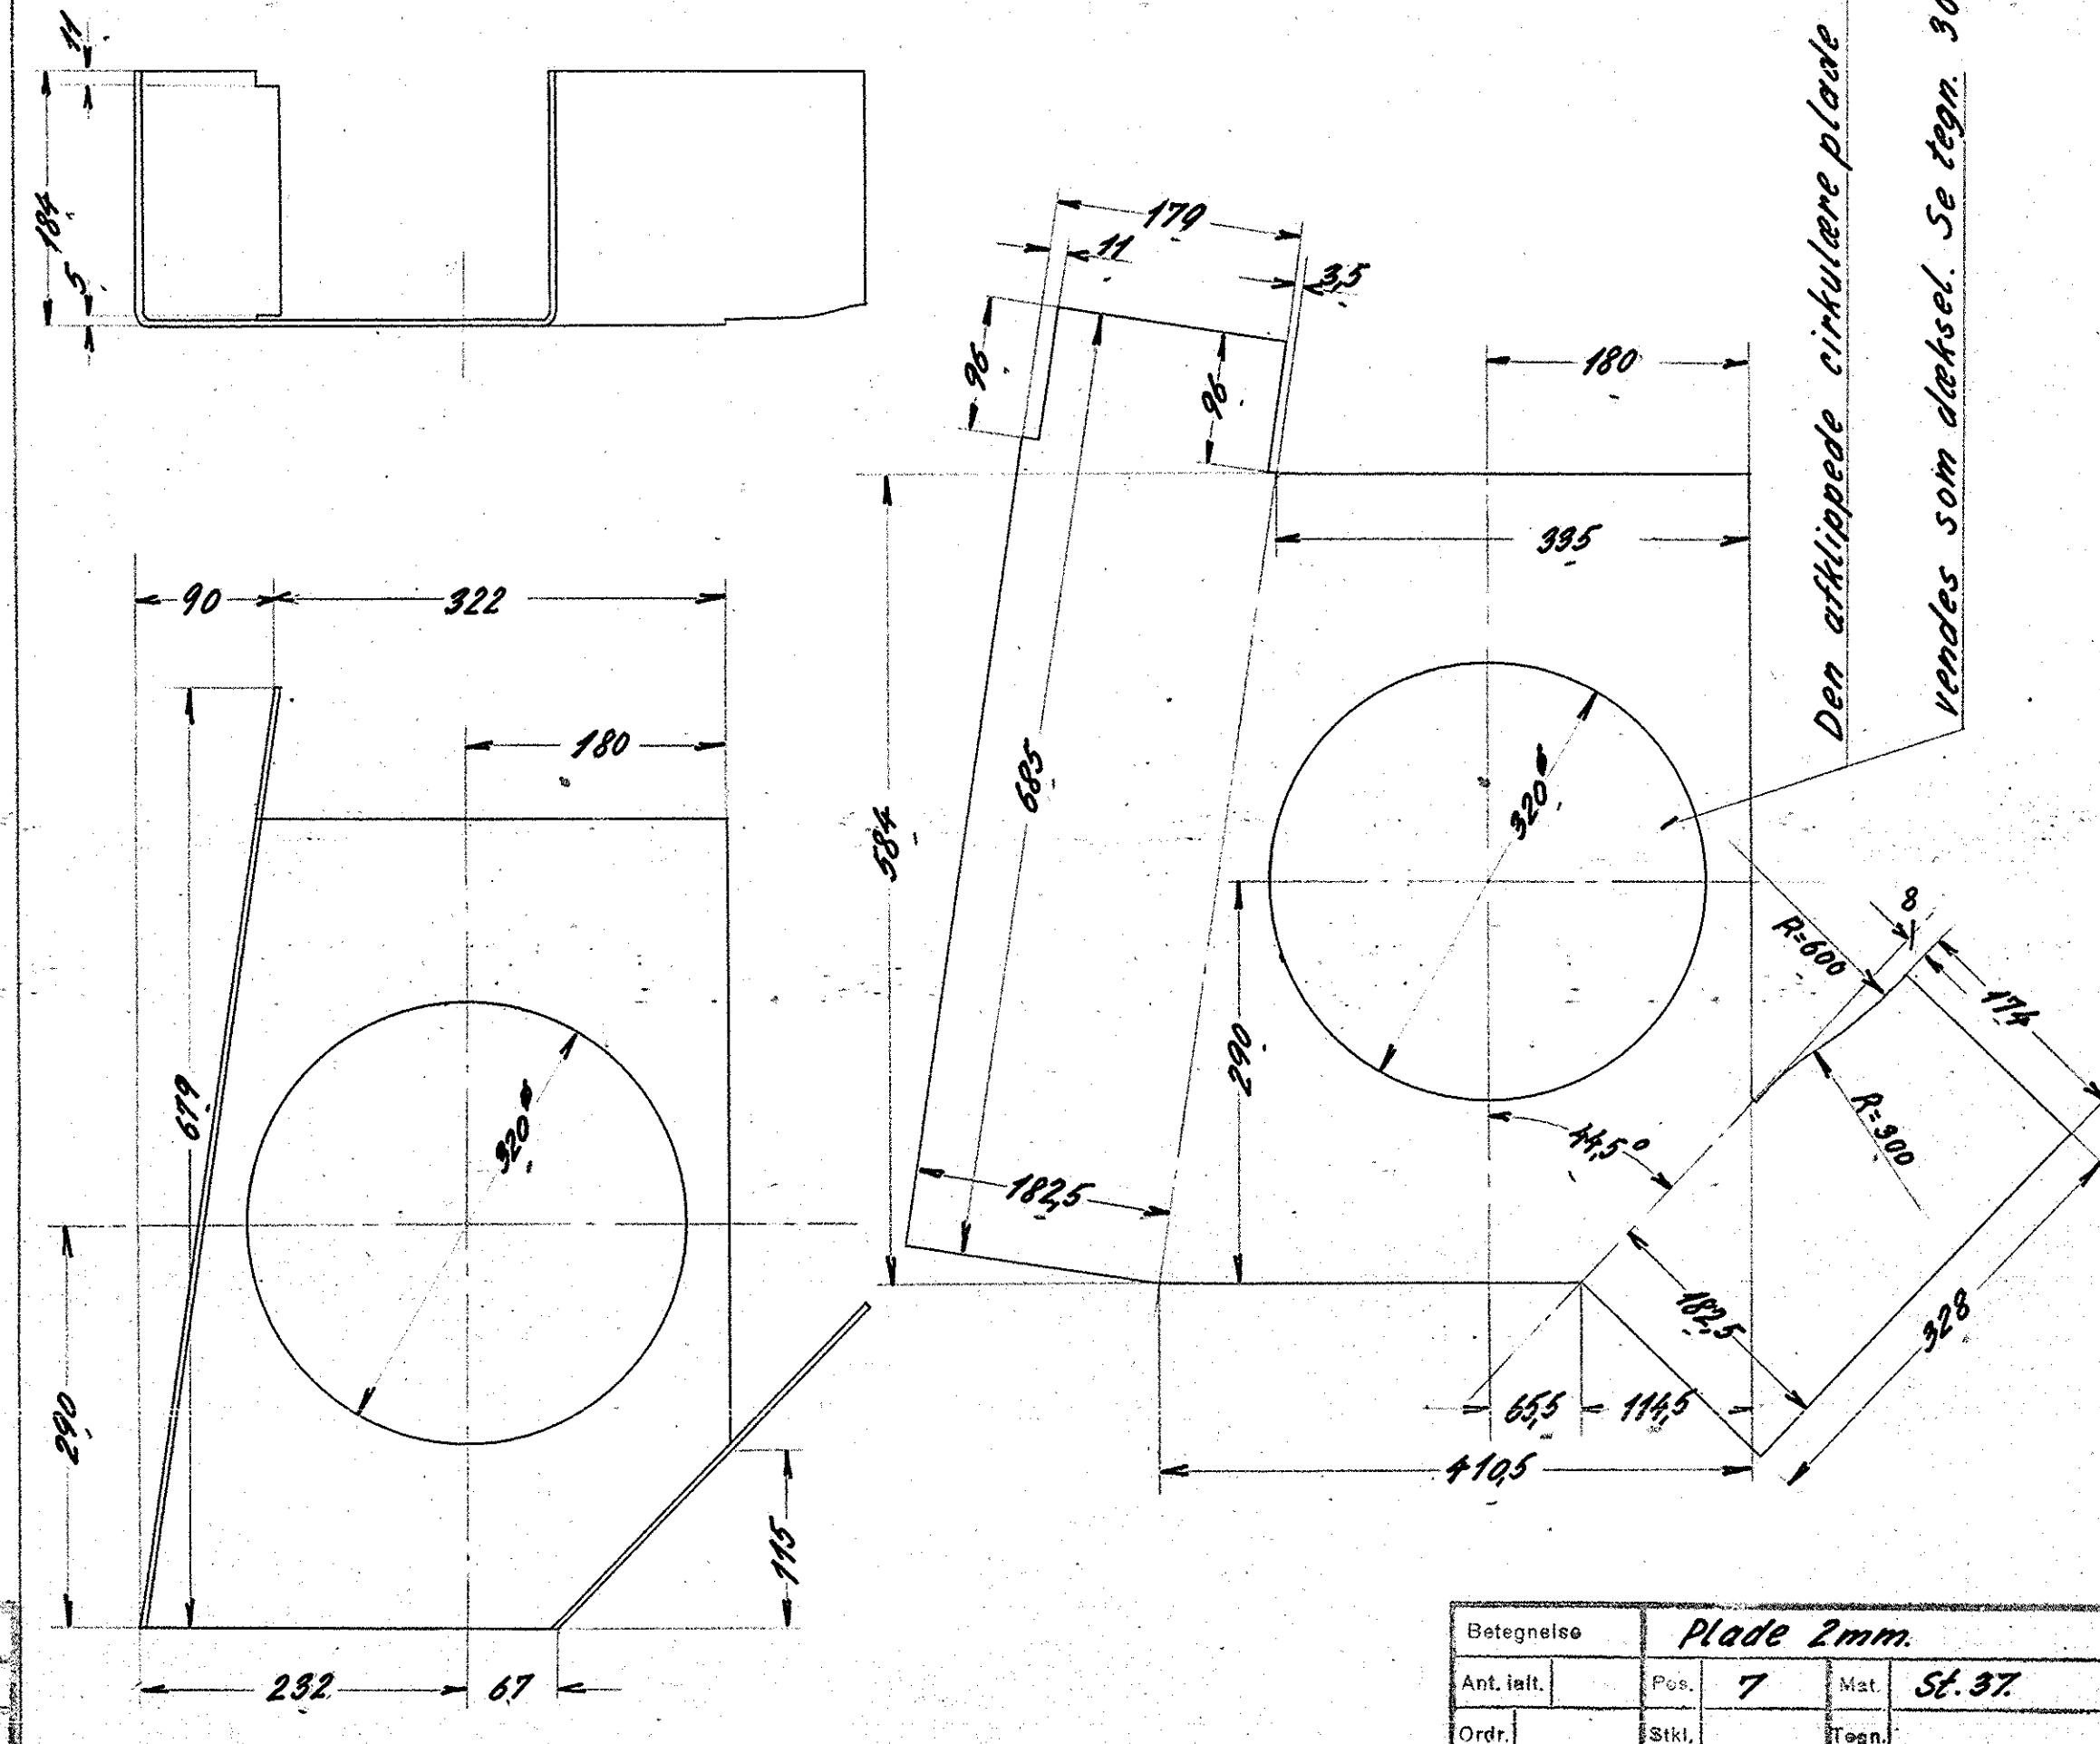 11
184
5
179
11
3,5
96
96
180
335
90
322
180
679
685
584
320ø
320ø
290
290
R=600
8
174
R=300
44,5°
182,5
182,5
328
65,5
114,5
410,5
115
232
67
Den afklippede cirkulære plade
vendes som dæksel. Se tegn. 30
Betegnelse
Plade 2mm.
Ant. ialt.
Pos.
7
Mat.
St. 37.
Ordr.
Stkl.
Tegn.